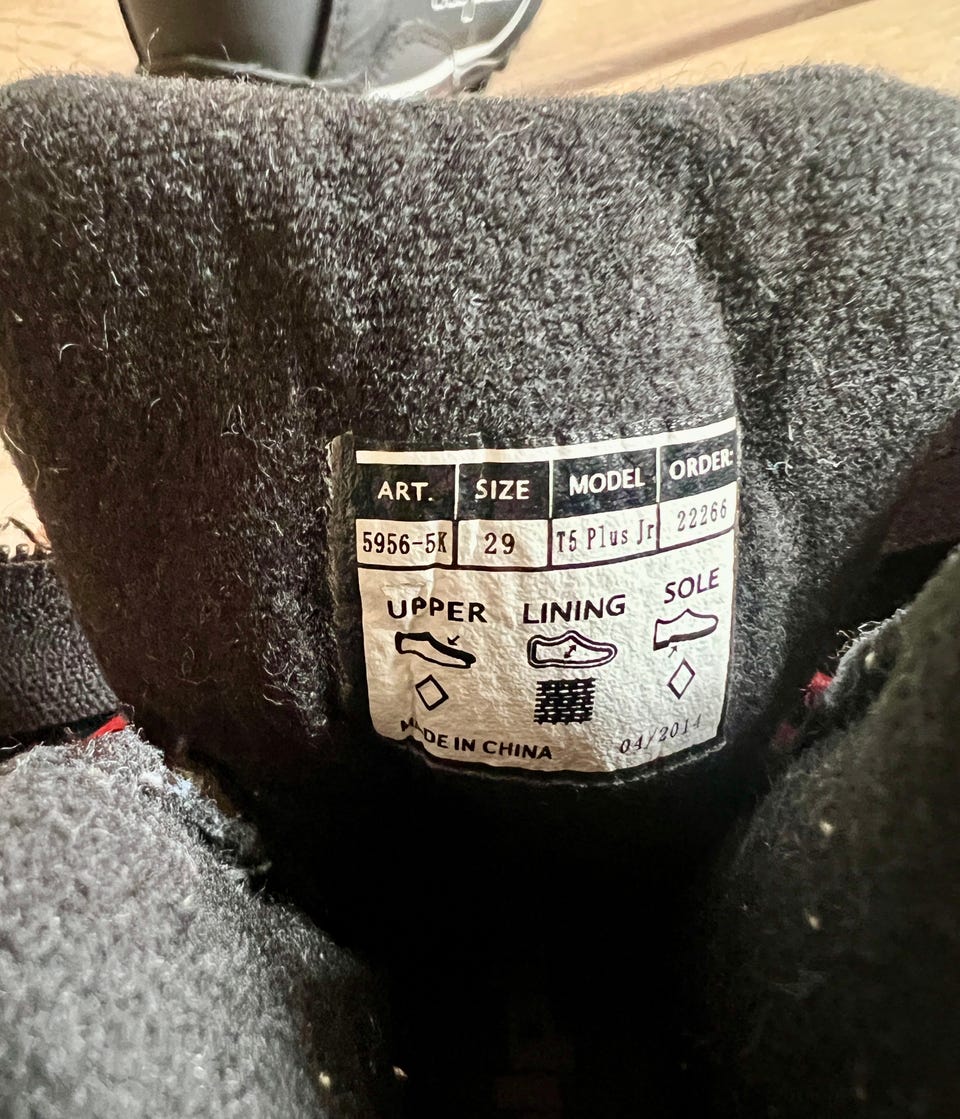 ART. SIZE MODEL ORDER:
5956-5K 29 T5 Plus Jr 22266
UPPER LINING SOLE
MADE IN CHINA 04/2014